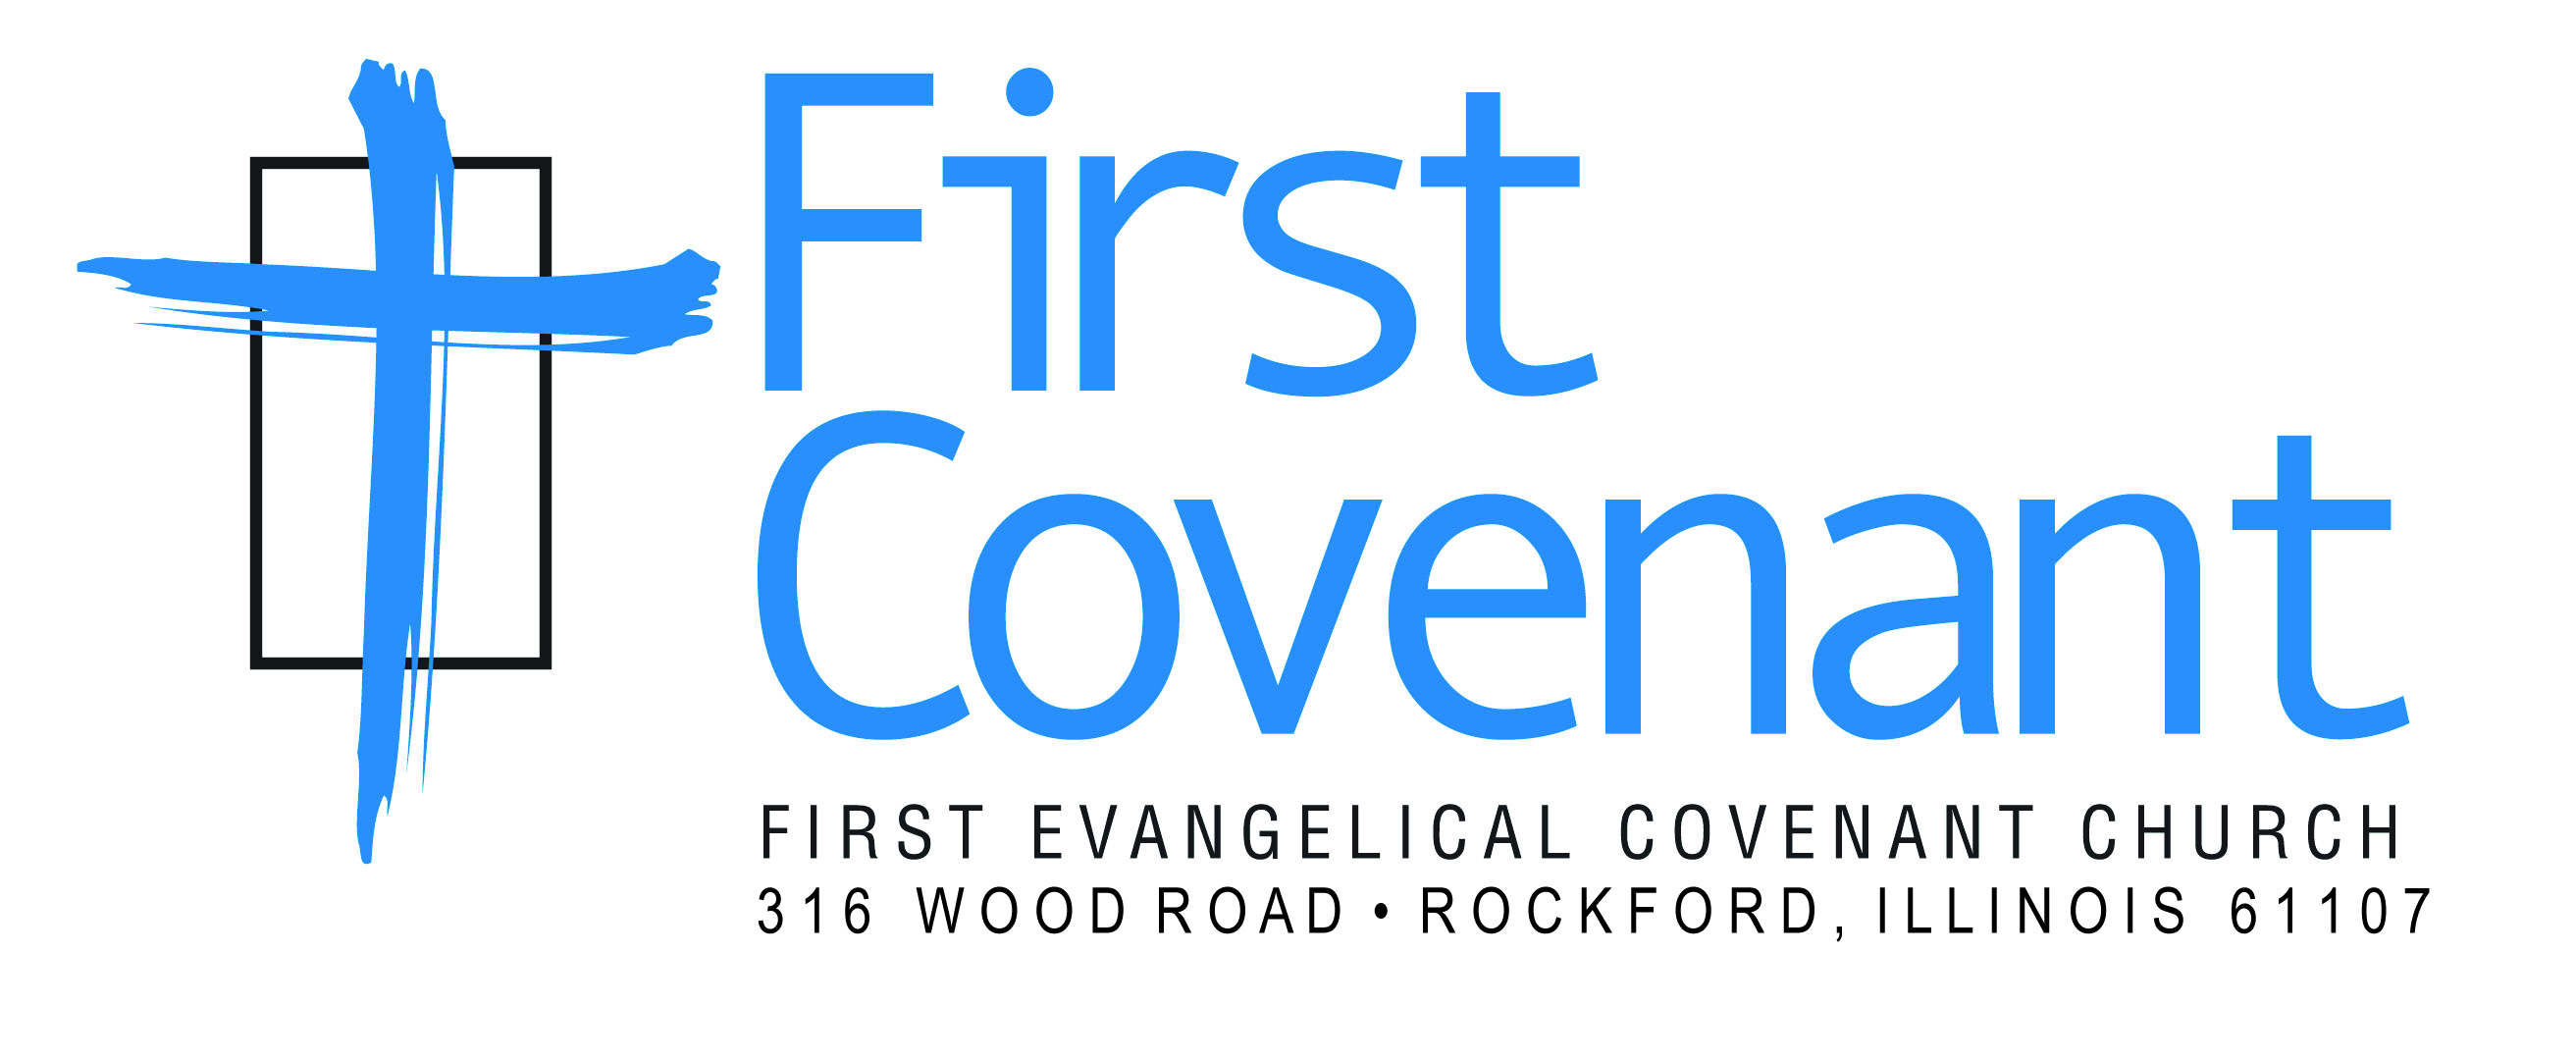 First
Covenant
FIRST EVANGELICAL COVENANT CHURCH
316 WOOD ROAD • ROCKFORD, ILLINOIS 61107